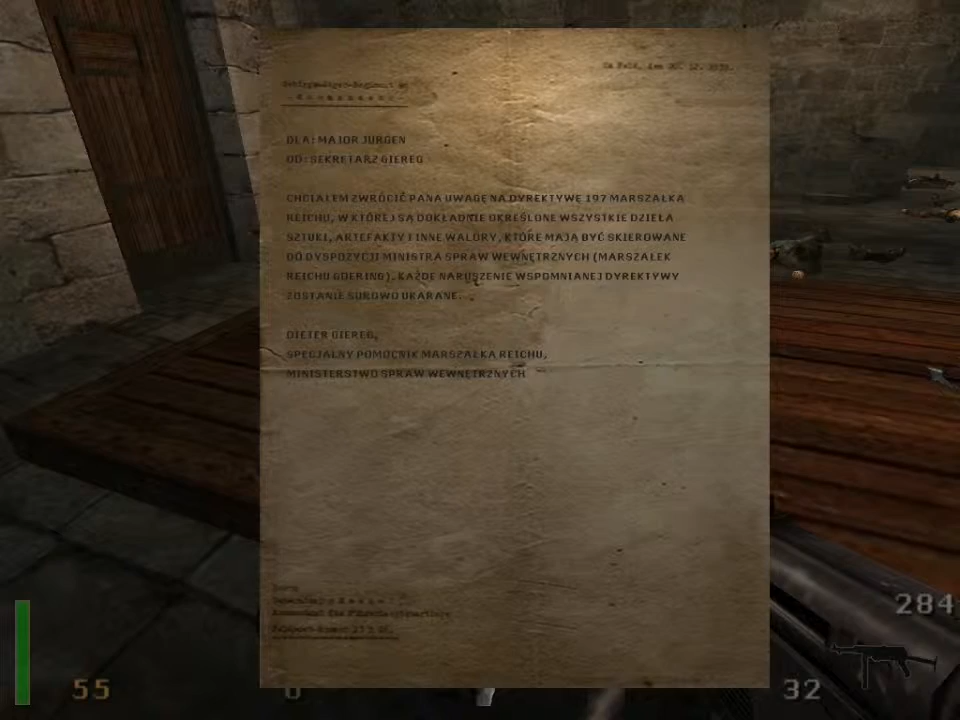 DLA: MAJOR JURGEN
OD: SEKRETARZ GIEREG
CHCIAŁEM ZWRÓCIĆ PANA UWAGĘ NA DYREKTYWĘ 197 MARSZAŁKA
REICHU, W KTÓREJ SĄ DOKŁADNIE OKREŚLONE WSZYSTKIE DZIEŁA
SZTUKI, ARTEFAKTY I INNE WALORY, KTÓRE MAJĄ BYĆ SKIEROWANE
DO DYSPOZYCJI MINISTRA SPRAW WEWNĘTRZNYCH (MARSZAŁEK
REICHU GOERING). KAŻDE NARUSZENIE WSPOMNIANEJ DYREKTYWY
ZOSTANIE SUROWO UKARANE.
DIETER GIEREG,
SPECJALNY POMOCNIK MARSZAŁKA REICHU,
MINISTERSTWO SPRAW WEWNĘTRZNYCH
284
55
0
32